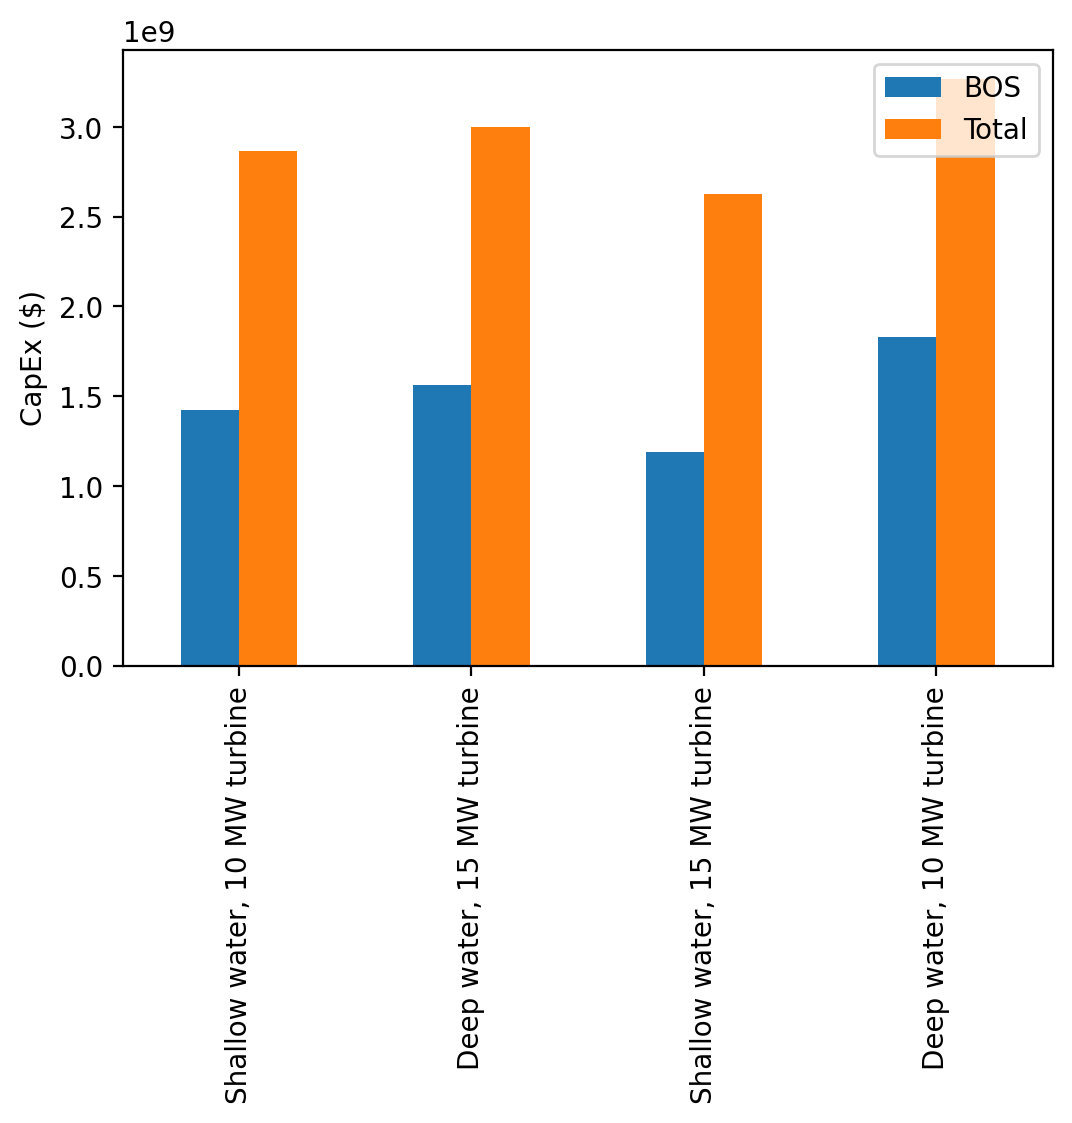 1e9
BOS
Total
3.0
2.5
2.0
1.5
1.0
0.5
0.0
CapEx ($)
Shallow water, 10 MW turbine
Deep water, 15 MW turbine
Shallow water, 15 MW turbine
Deep water, 10 MW turbine